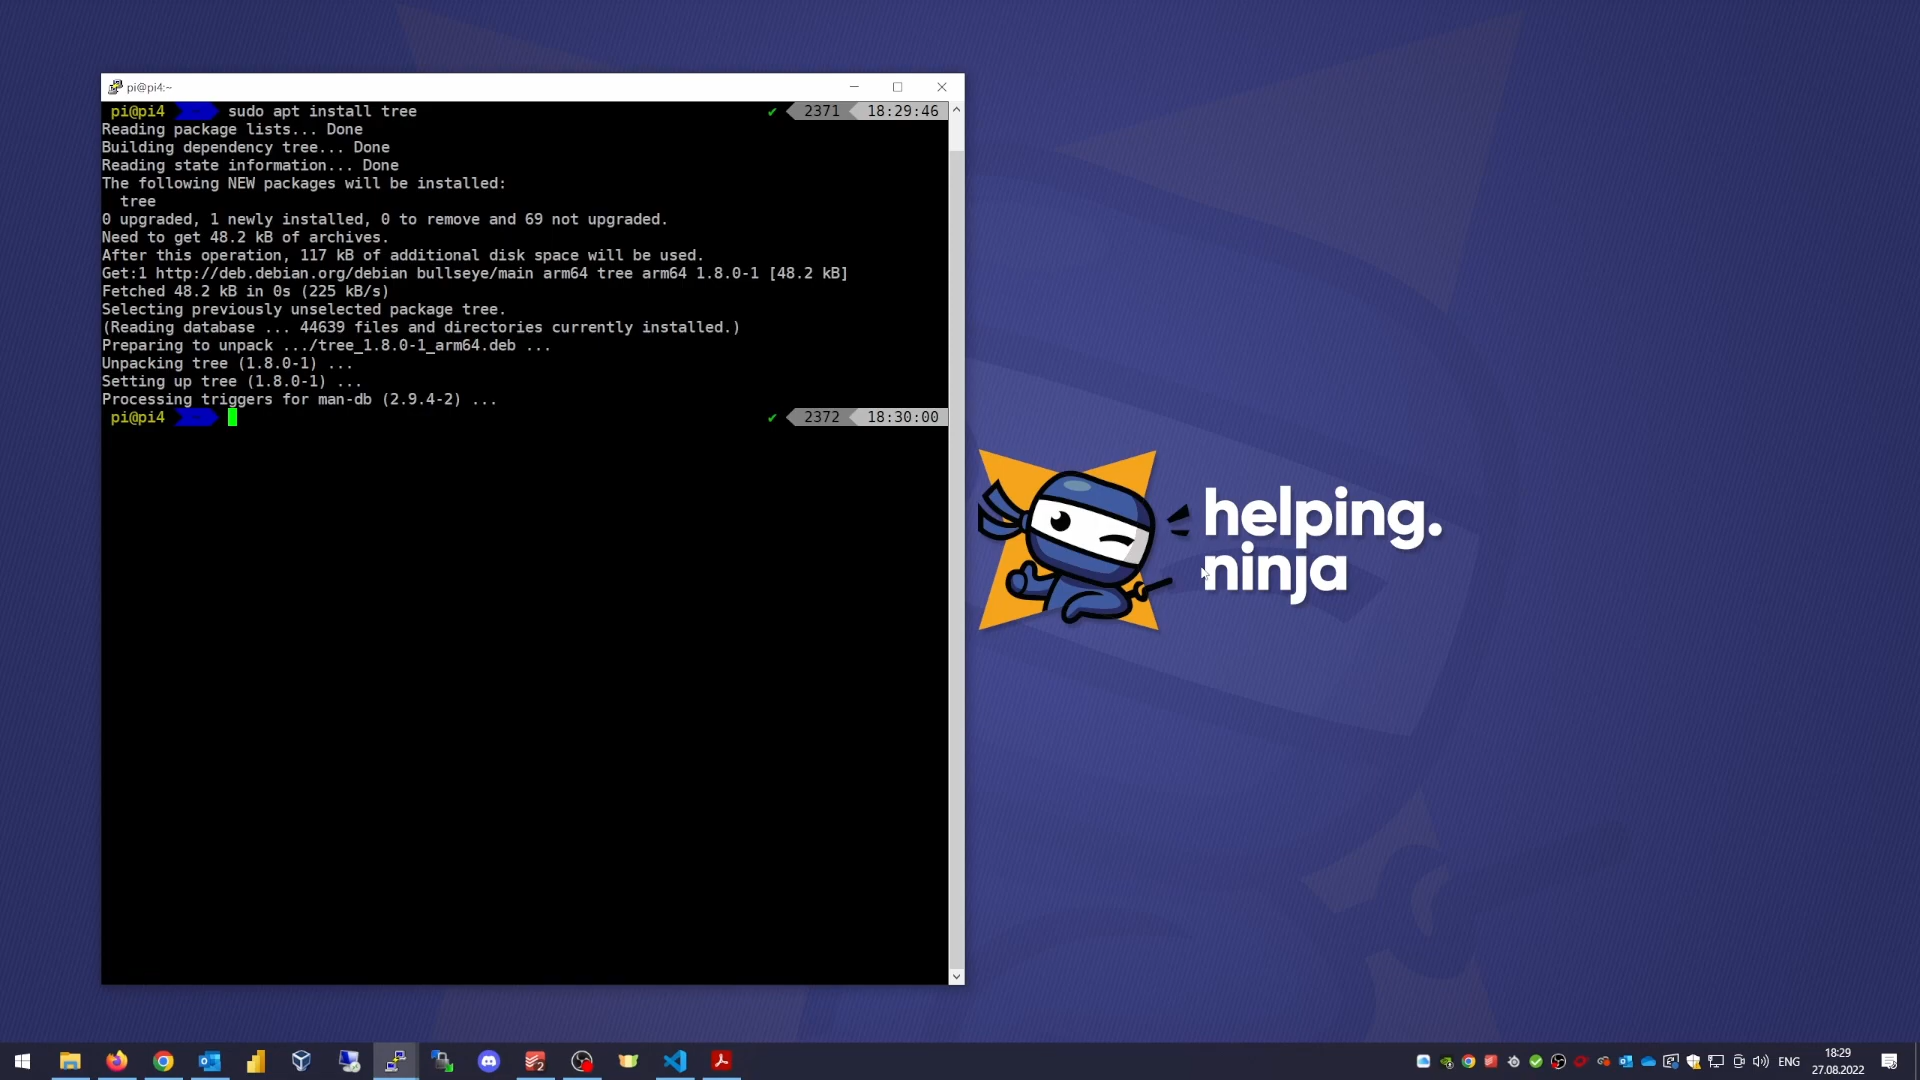 pi@pi4:~
pi@pi4 sudo apt install tree ✔ 2371 18:29:46
Reading package lists... Done
Building dependency tree... Done
Reading state information... Done
The following NEW packages will be installed:
tree
0 upgraded, 1 newly installed, 0 to remove and 69 not upgraded.
Need to get 48.2 kB of archives.
After this operation, 117 kB of additional disk space will be used.
Get:1 http://deb.debian.org/debian bullseye/main arm64 tree arm64 1.8.0-1 [48.2 kB]
Fetched 48.2 kB in 0s (225 kB/s)
Selecting previously unselected package tree.
(Reading database ... 44639 files and directories currently installed.)
Preparing to unpack .../tree_1.8.0-1_arm64.deb ...
Unpacking tree (1.8.0-1) ...
Setting up tree (1.8.0-1) ...
Processing triggers for man-db (2.9.4-2) ...
pi@pi4 ✔ 2372 18:30:00
helping.
ninja
ENG
18:29
27.08.2022